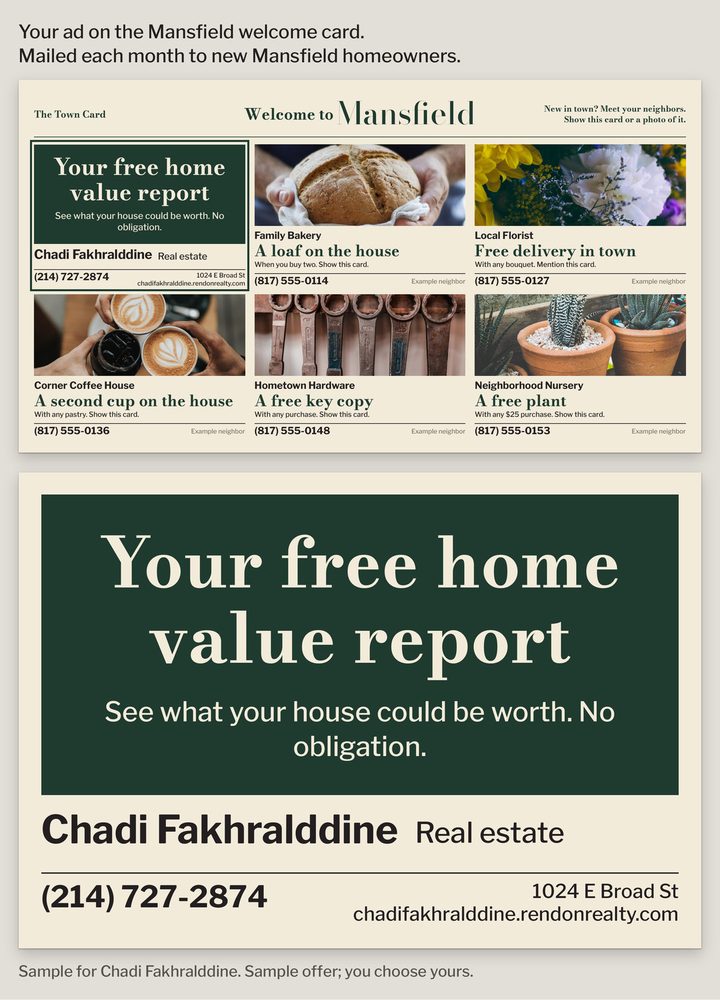 Your ad on the Mansfield welcome card.
Mailed each month to new Mansfield homeowners.
The Town Card
Welcome to Mansfield
New in town? Meet your neighbors.
Show this card or a photo of it.
Your free home
value report
See what your house could be worth. No
obligation.
Chadi Fakhralddine Real estate
(214) 727-2874
1024 E Broad St
chadifakhralddine.rendonrealty.com
Family Bakery
A loaf on the house
When you buy two. Show this card.
(817) 555-0114
Example neighbor
Local Florist
Free delivery in town
With any bouquet. Mention this card.
(817) 555-0127
Example neighbor
Corner Coffee House
A second cup on the house
With any pastry. Show this card.
(817) 555-0136
Example neighbor
Hometown Hardware
A free key copy
With any purchase. Show this card.
(817) 555-0148
Example neighbor
Neighborhood Nursery
A free plant
With any $25 purchase. Show this card.
(817) 555-0153
Example neighbor
Your free home
value report
See what your house could be worth. No
obligation.
Chadi Fakhralddine Real estate
(214) 727-2874
1024 E Broad St
chadifakhralddine.rendonrealty.com
Sample for Chadi Fakhralddine. Sample offer; you choose yours.